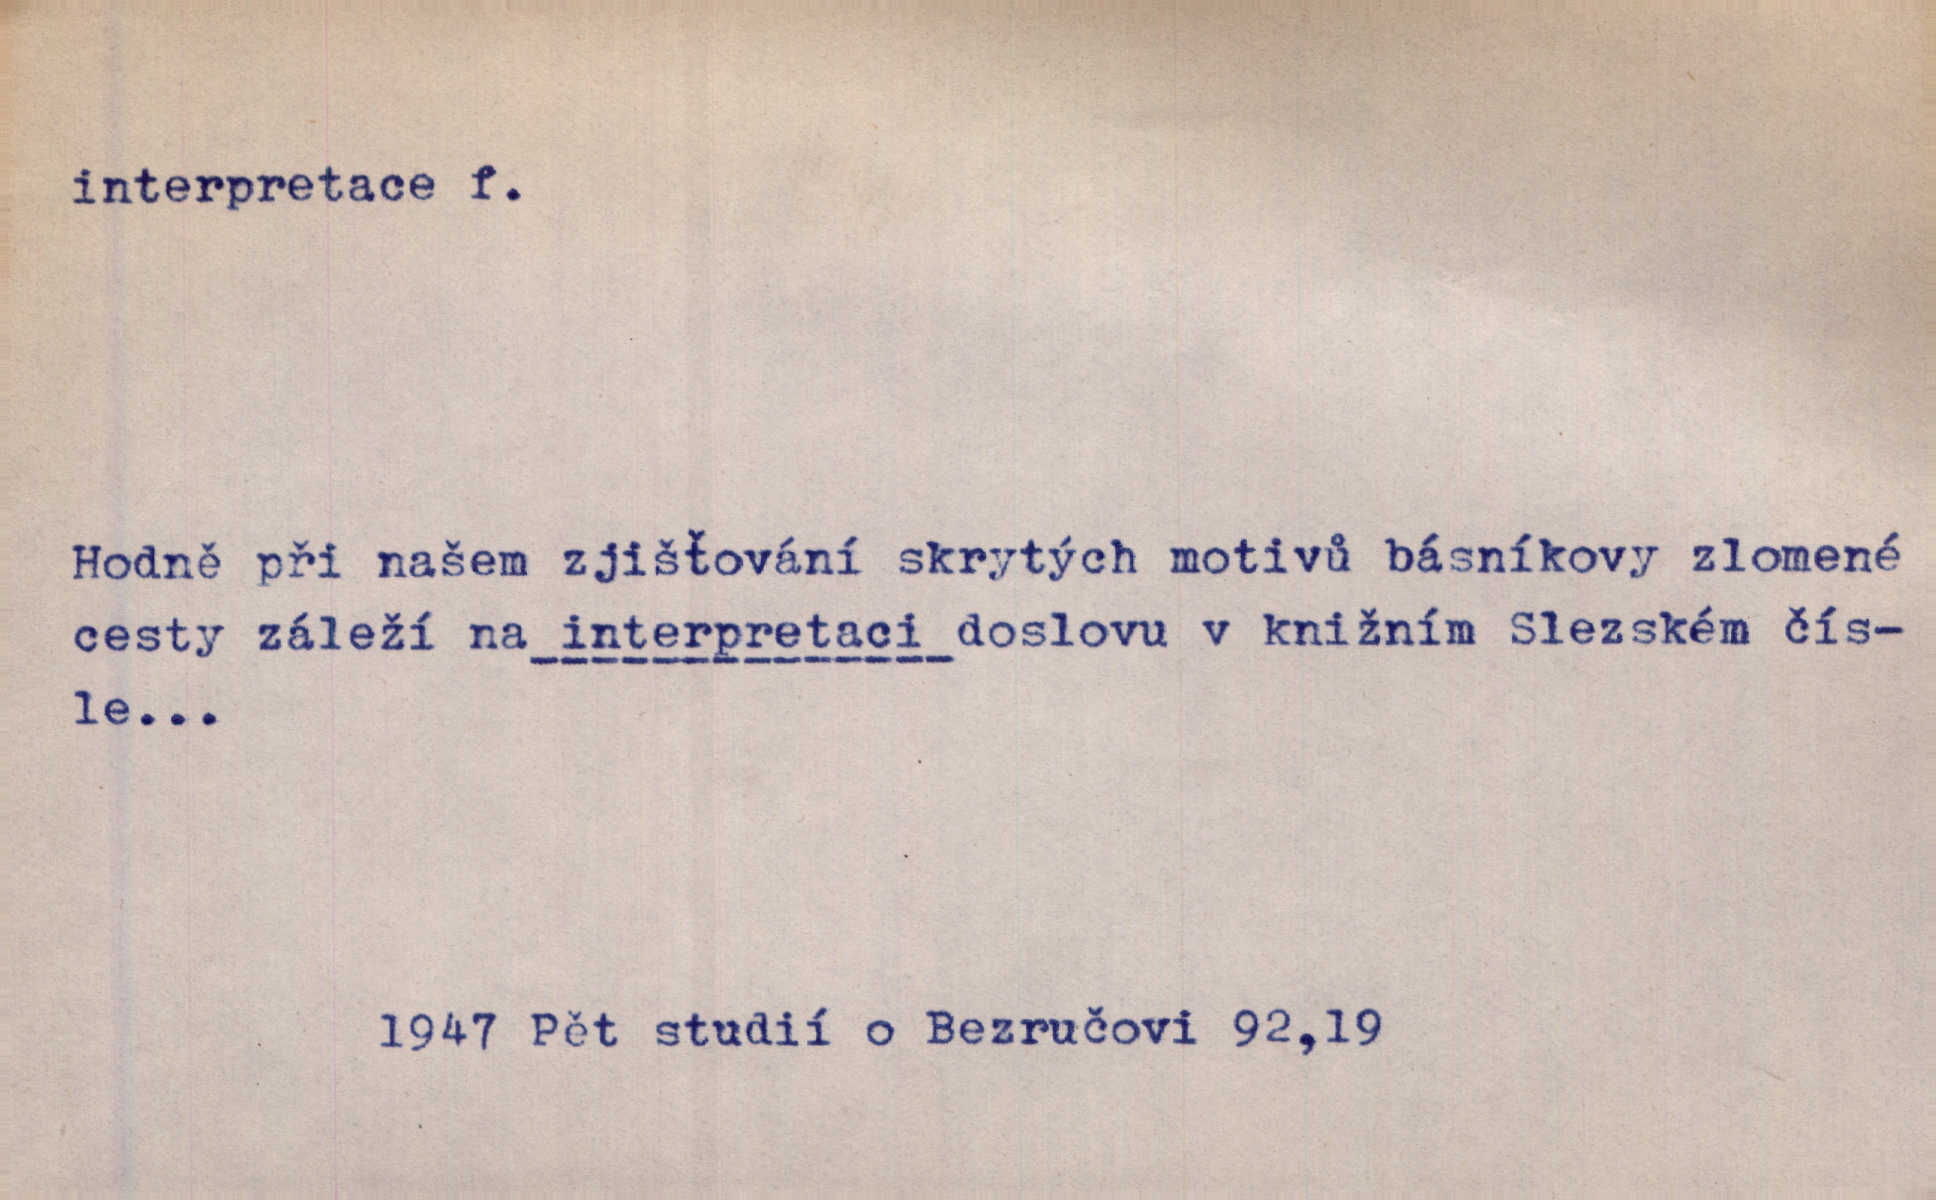 interpretace f.
Hodně při našem zjišťování skrytých motivů básníkovy zlomené
cesty záleží na interpretaci doslovu v knižním Slezském čís-
le...
1947 Pět studií o Bezručovi 92,19